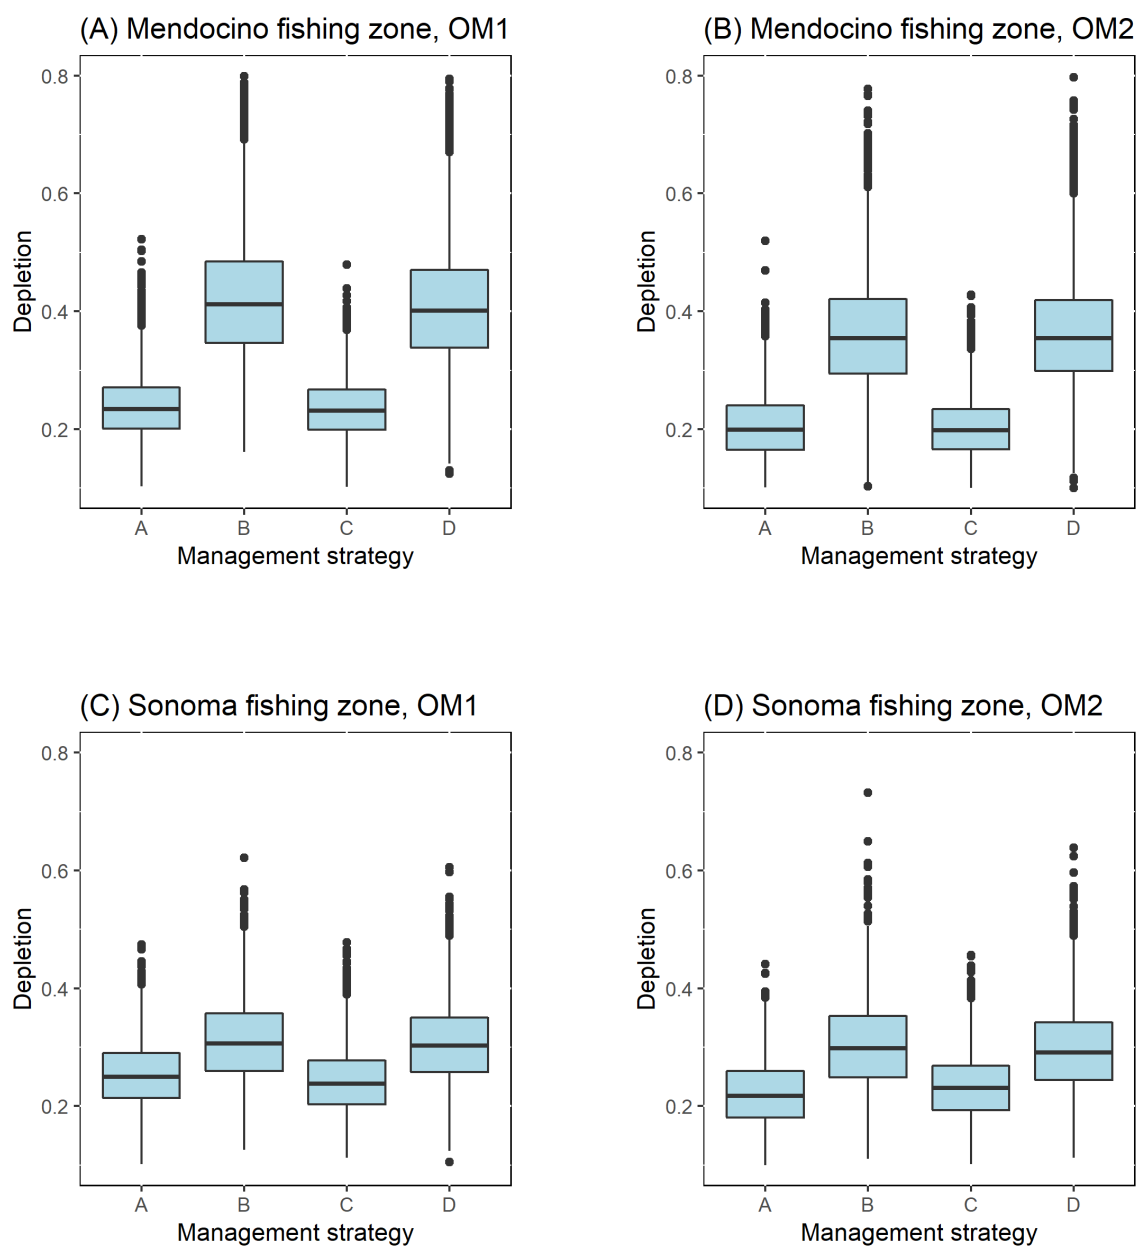 (A) Mendocino fishing zone, OM1
0.8
0.6
0.4
0.2
Depletion
A B C D
Management strategy
(B) Mendocino fishing zone, OM2
0.8
0.6
0.4
0.2
Depletion
A B C D
Management strategy
(C) Sonoma fishing zone, OM1
0.8
0.6
0.4
0.2
Depletion
A B C D
Management strategy
(D) Sonoma fishing zone, OM2
0.8
0.6
0.4
0.2
Depletion
A B C D
Management strategy